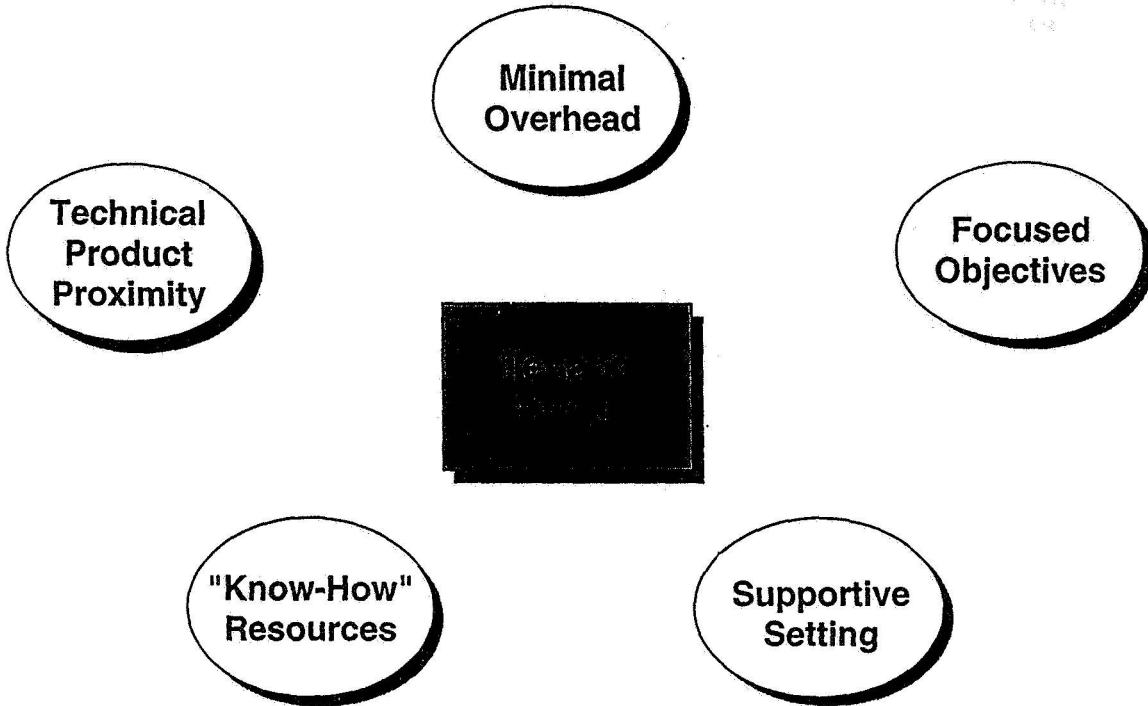 Minimal
Overhead
Technical
Product
Proximity
Focused
Objectives
"Know-How"
Resources
Supportive
Setting